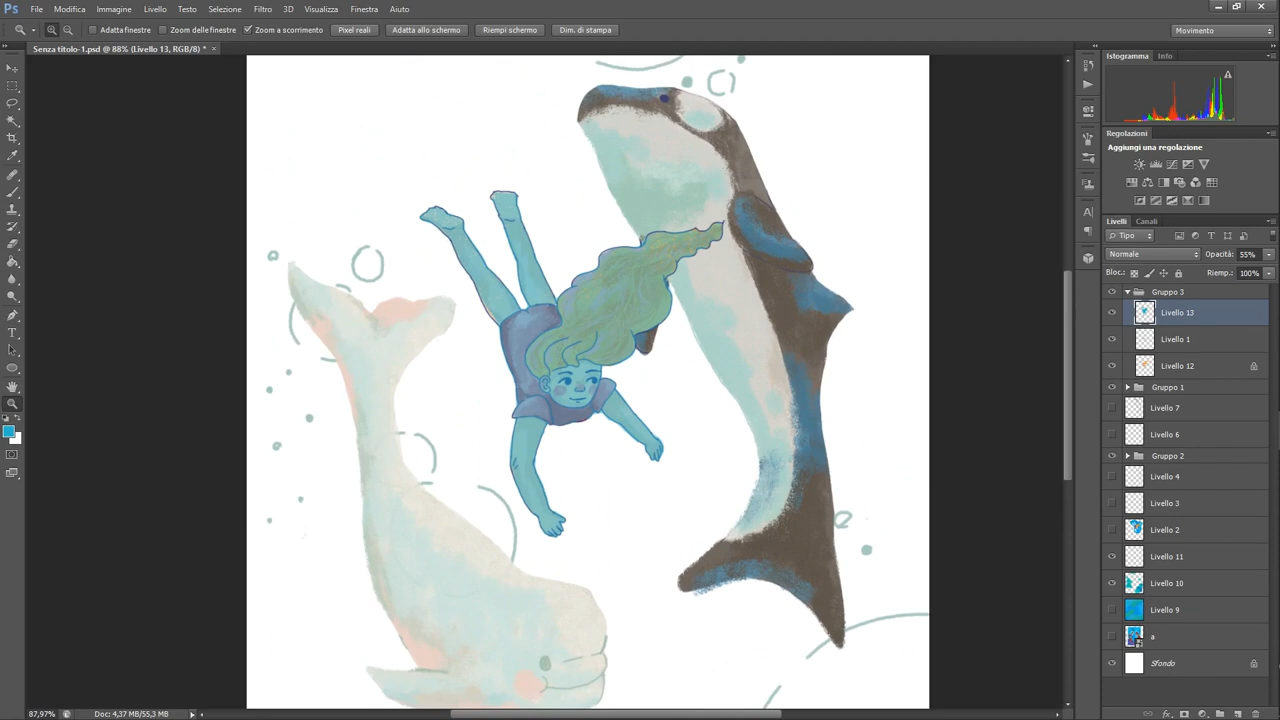 Ps File Modifica Immagine Livello Testo Selezione Filtro 3D Visualizza Finestra Aiuto
Adatta finestre Zoom delle finestre Zoom a scorrimento Pixel reali Adatta allo schermo Riempi schermo Dim. di stampa Movimento
Senza titolo-1.psd @ 88% (Livello 13, RGB/8) * ×
Istogramma Info
Regolazioni
Aggiungi una regolazione
Livelli Canali
Tipo
Normale Opacità: 55%
Bloc.: Riemp.: 100%
Gruppo 3
Livello 13
Livello 1
Livello 12
Gruppo 1
Livello 7
Livello 6
Gruppo 2
Livello 4
Livello 3
Livello 2
Livello 11
Livello 10
Livello 9
a
Sfondo
87,97% Doc: 4,37 MB/55,3 MB